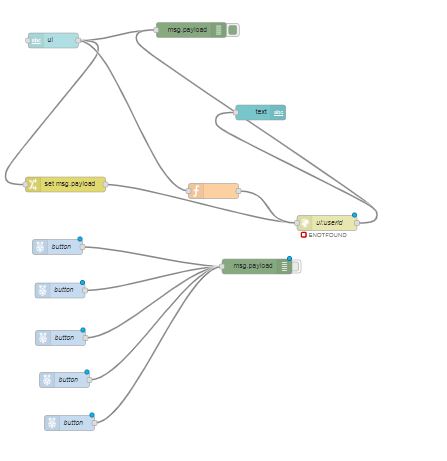 msg.payload
abc
ui
text
abc
set msg.payload
f
ui:userid
ENOTFOUND
button
msg.payload
button
button
button
button